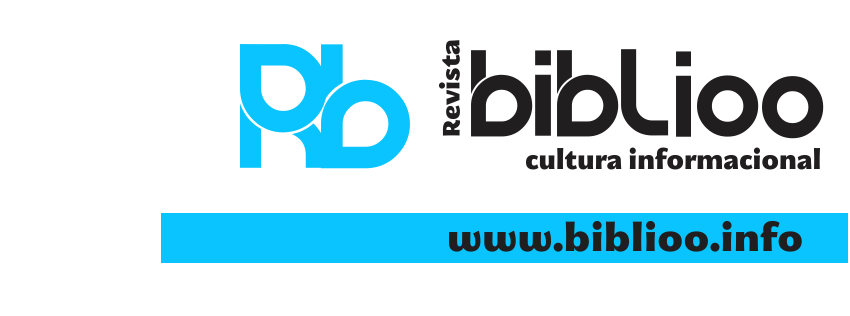 Rb
Revista
biblioo
cultura informacional
www.biblioo.info